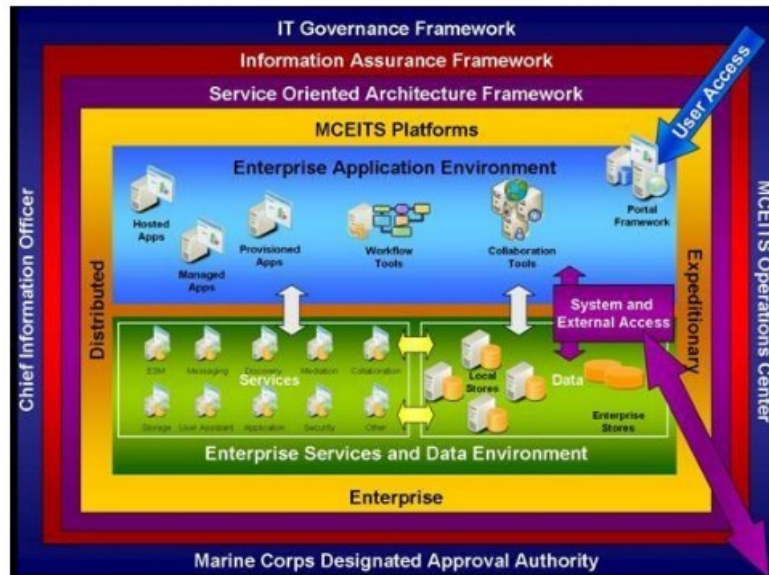 IT Governance Framework
Information Assurance Framework
Service Oriented Architecture Framework
MCEITS Platforms
User Access
Enterprise Application Environment
Hosted
Apps
Managed
Apps
Provisioned
Apps
Workflow
Tools
Collaboration
Tools
Portal
Framework
Chief Information Officer
Distributed
Expeditionary
MCEITS Operations Center
System and
External Access
ESM
Messaging
Discovery
Mediation
Collaboration
Services
Storage
User Assistant
Application
Security
Other
Local
Stores
Data
Enterprise
Stores
Enterprise Services and Data Environment
Enterprise
Marine Corps Designated Approval Authority